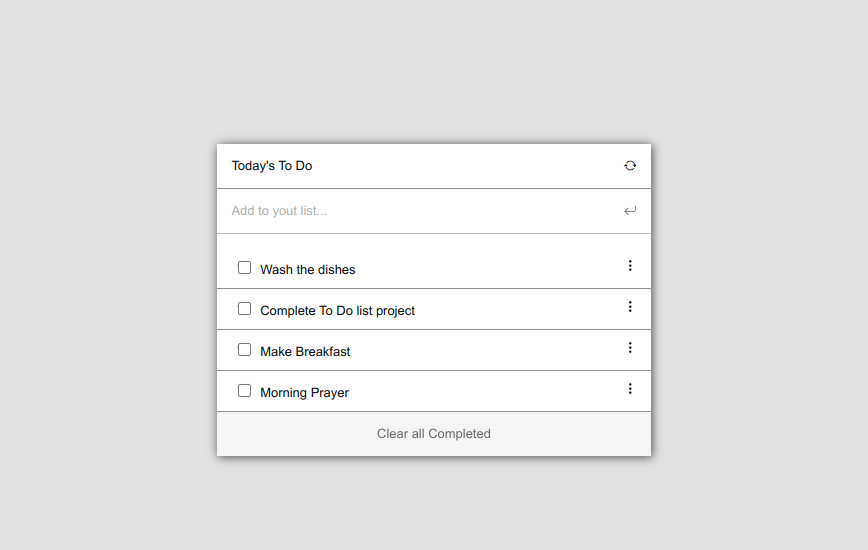 Today's To Do
Add to yout list...
Wash the dishes
Complete To Do list project
Make Breakfast
Morning Prayer
Clear all Completed